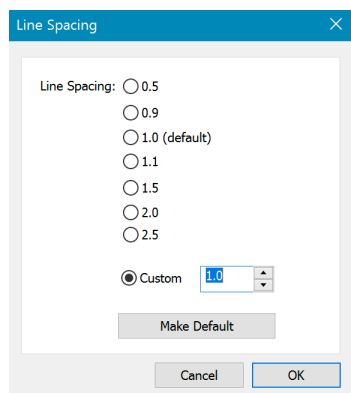 Line Spacing
Line Spacing: 0.5
0.9
1.0 (default)
1.1
1.5
2.0
2.5
Custom 1.0
Make Default
Cancel OK